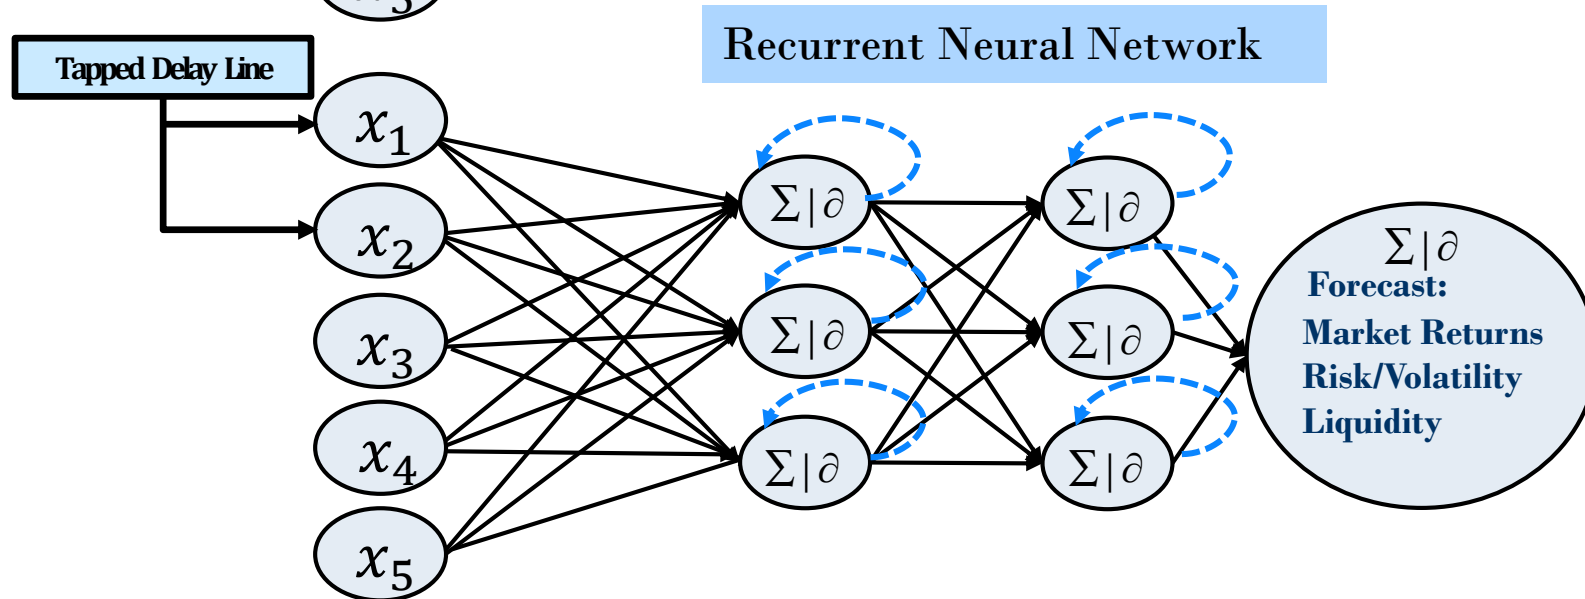 Recurrent Neural Network
Tapped Delay Line
x₁
x₂
x₃
x₄
x₅
Σ|∂
Σ|∂
Σ|∂
Σ|∂
Σ|∂
Σ|∂
Σ|∂
Forecast:
Market Returns
Risk/Volatility
Liquidity